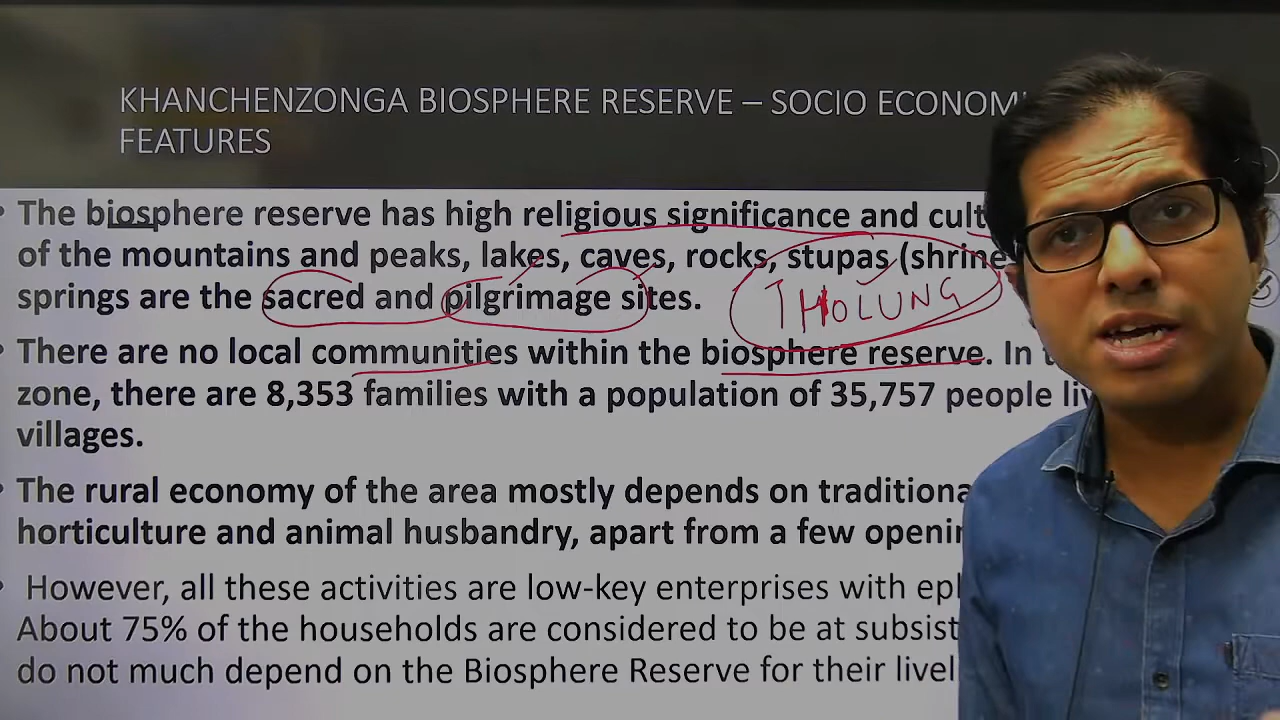 KHANCHENZONGA BIOSPHERE RESERVE – SOCIO ECONOMI
FEATURES
• The biosphere reserve has high religious significance and cult
of the mountains and peaks, lakes, caves, rocks, stupas (shrine
springs are the sacred and pilgrimage sites.
THOLUNG
• There are no local communities within the biosphere reserve. In
zone, there are 8,353 families with a population of 35,757 people liv
villages.
• The rural economy of the area mostly depends on traditiona
horticulture and animal husbandry, apart from a few openin
• However, all these activities are low-key enterprises with eph
About 75% of the households are considered to be at subsist
do not much depend on the Biosphere Reserve for their livel